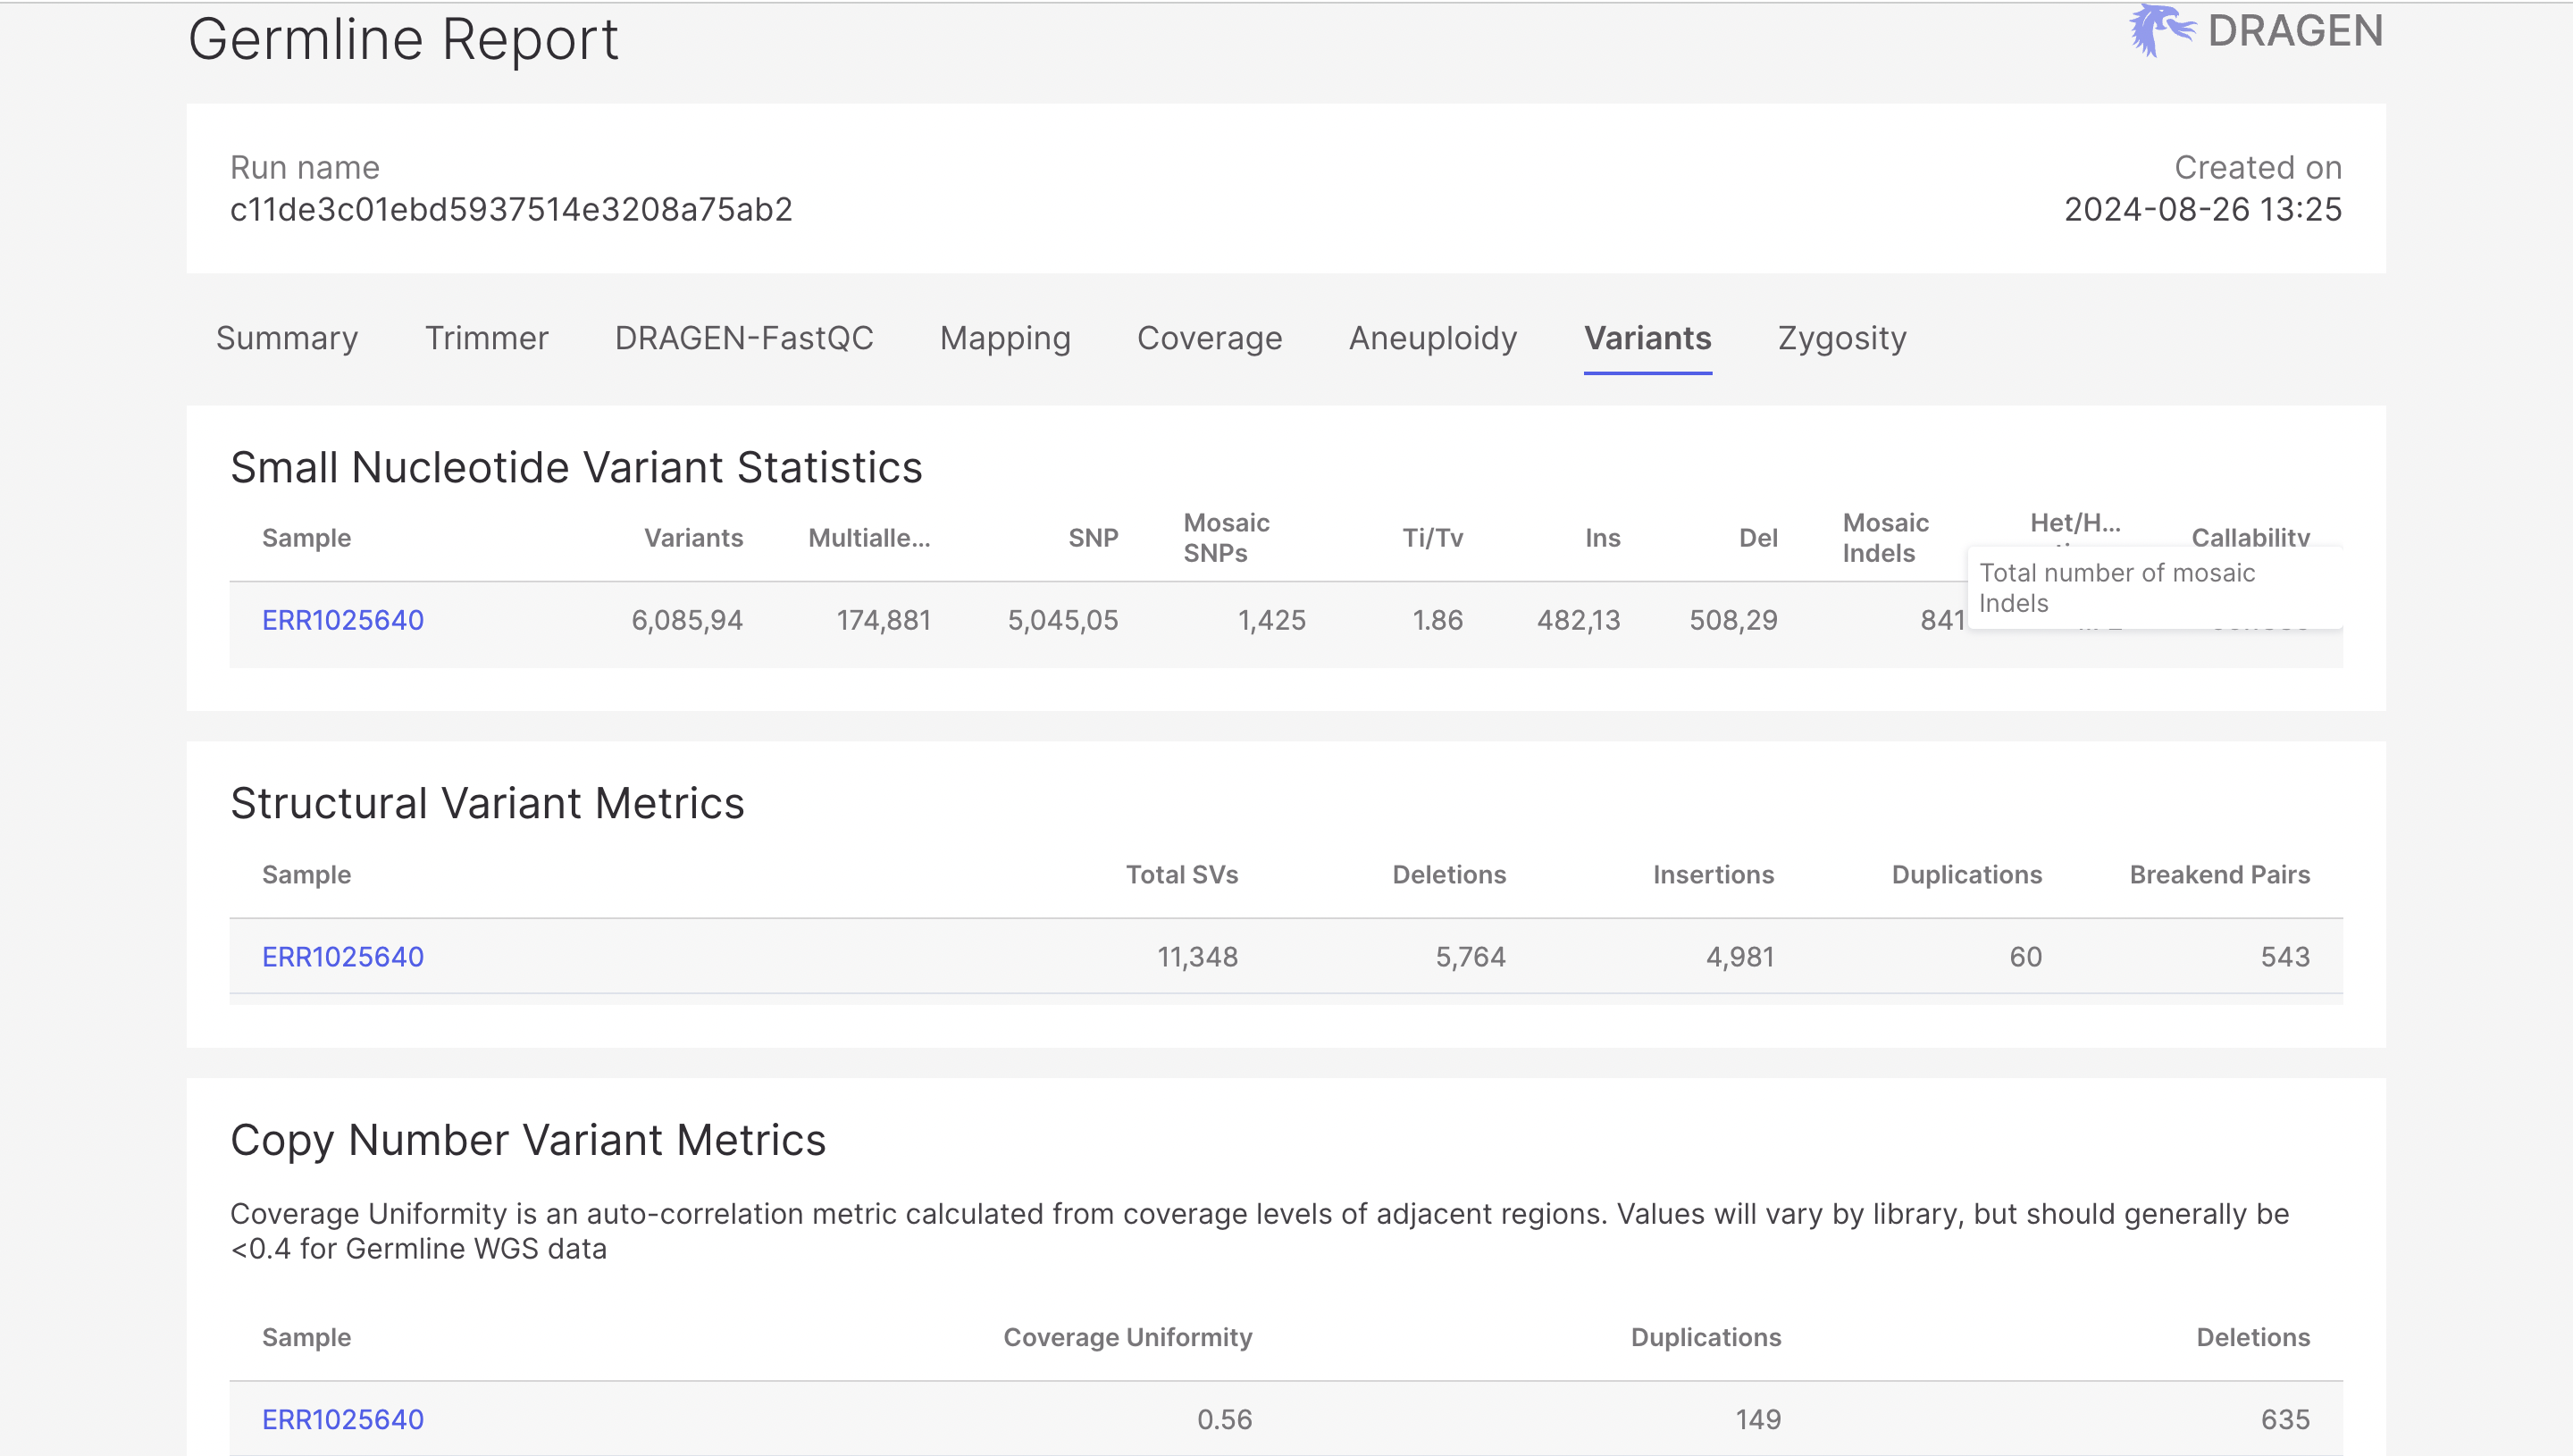 Germline Report
DRAGEN
Run name
Created on
c11de3c01ebd5937514e3208a75ab2
2024-08-26 13:25
Summary Trimmer DRAGEN-FastQC Mapping Coverage Aneuploidy Variants Zygosity
Small Nucleotide Variant Statistics
Sample Variants Multialle... SNP Mosaic SNPs Ti/Tv Ins Del Mosaic Indels Het/H... Callability
Total number of mosaic
Indels
ERR1025640 6,085,94 174,881 5,045,05 1,425 1.86 482,13 508,29 841
Structural Variant Metrics
Sample Total SVs Deletions Insertions Duplications Breakend Pairs
ERR1025640 11,348 5,764 4,981 60 543
Copy Number Variant Metrics
Coverage Uniformity is an auto-correlation metric calculated from coverage levels of adjacent regions. Values will vary by library, but should generally be
<0.4 for Germline WGS data
Sample Coverage Uniformity Duplications Deletions
ERR1025640 0.56 149 635